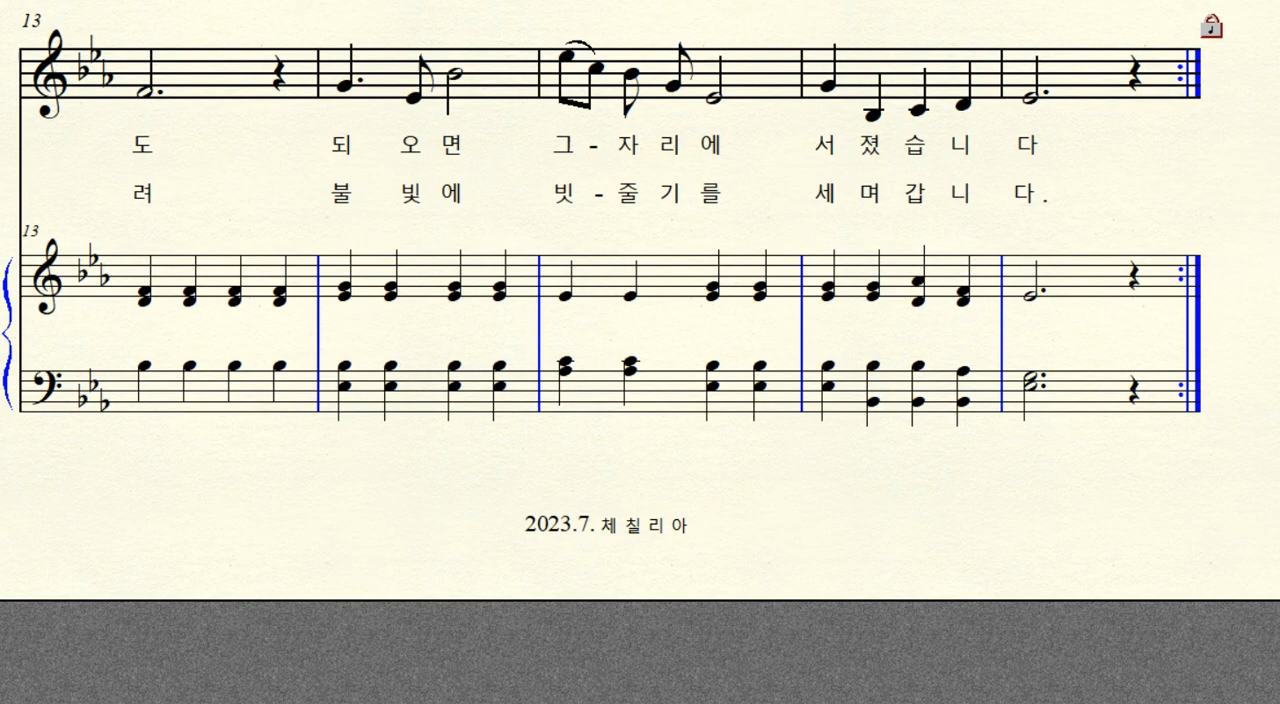 13
도 되 오 면 그 - 자 리 에 서 졌 습 니 다
려 불 빛 에 빗 - 줄 기 를 세 며 갑 니 다 .
13
2023.7. 체 칠 리 아